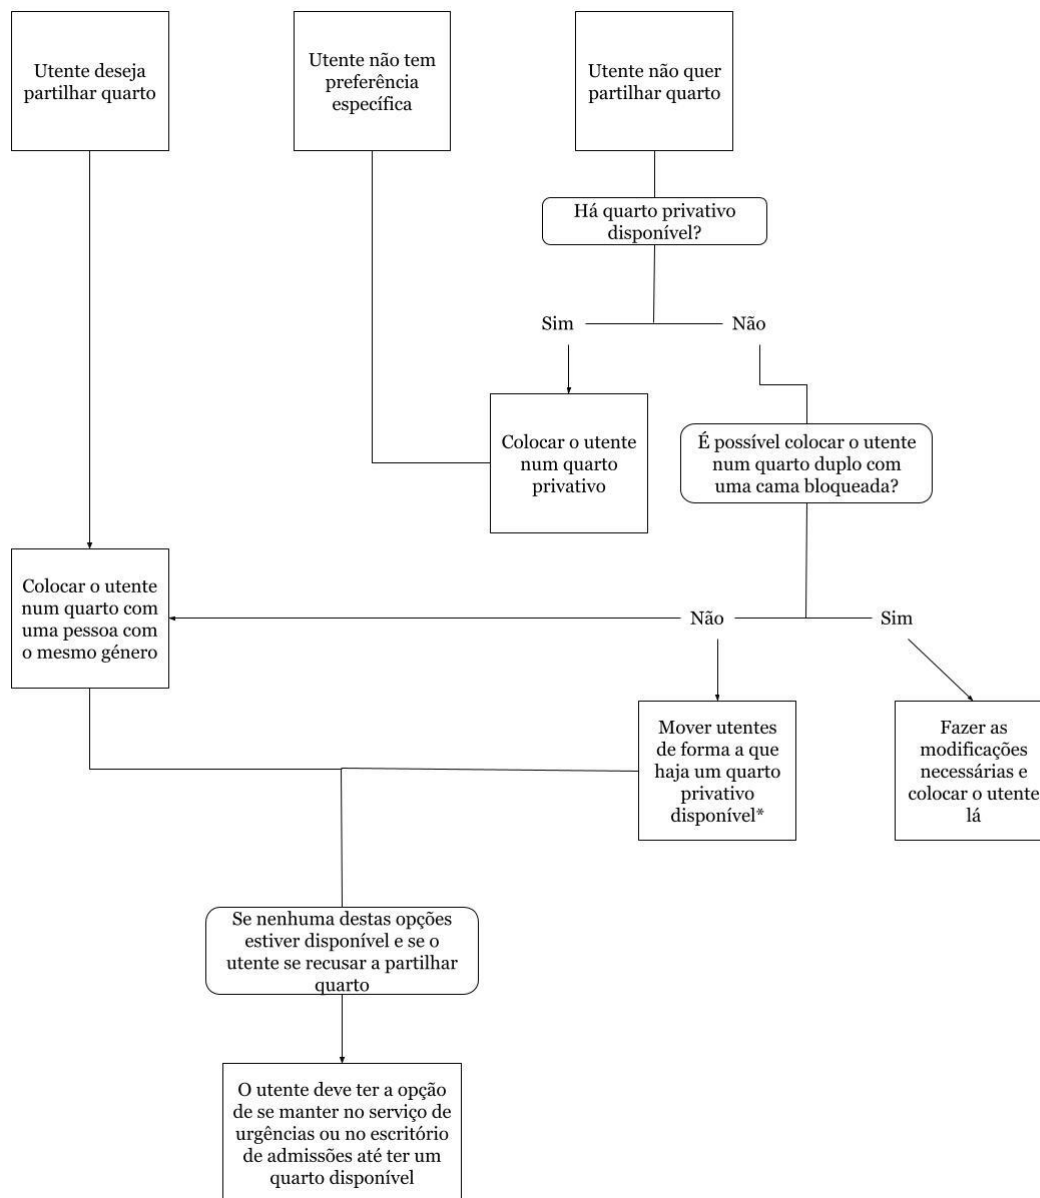 Utente deseja
partilhar quarto
Utente não tem
preferência
específica
Utente não quer
partilhar quarto
Há quarto privativo
disponível?
Sim
Não
Colocar o utente
num quarto
privativo
É possível colocar o utente
num quarto duplo com
uma cama bloqueada?
Colocar o utente
num quarto com
uma pessoa com
o mesmo género
Não
Sim
Mover utentes
de forma a que
haja um quarto
privativo
disponível*
Fazer as
modificações
necessárias e
colocar o utente
lá
Se nenhuma destas opções
estiver disponível e se o
utente se recusar a partilhar
quarto
O utente deve ter a opção
de se manter no serviço de
urgências ou no escritório
de admissões até ter um
quarto disponível